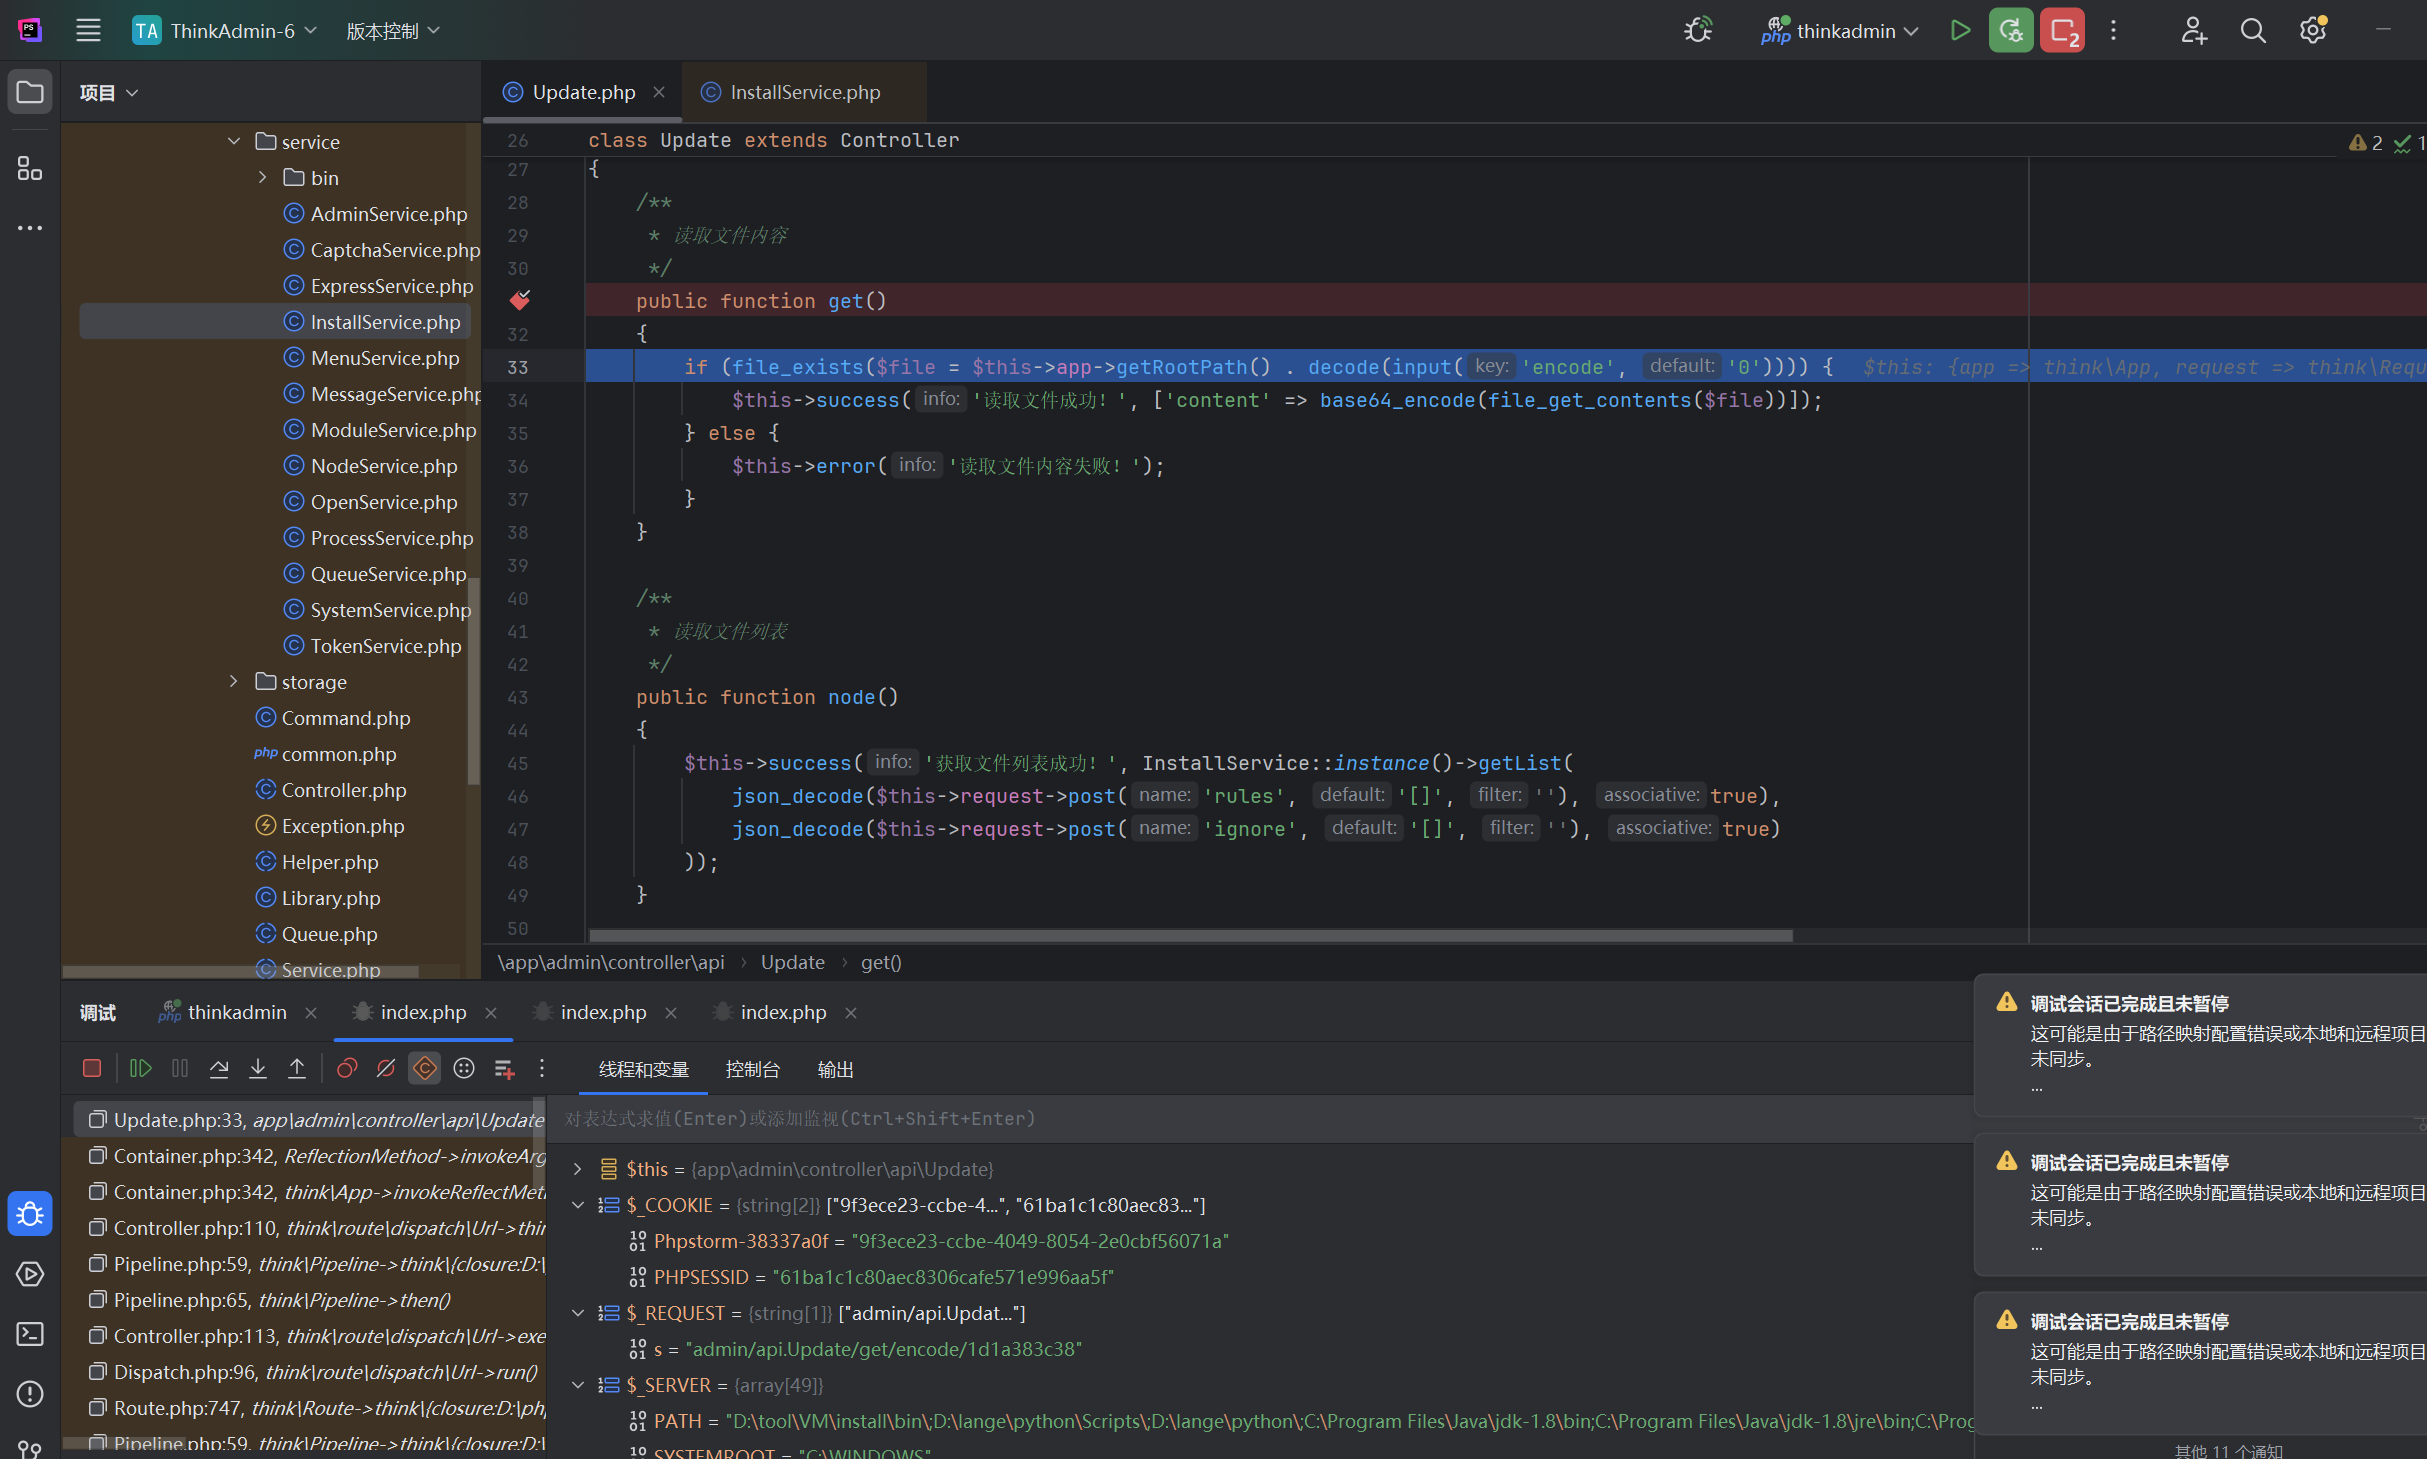 TA ThinkAdmin-6 版本控制 thinkadmin 2
项目
Update.php
InstallService.php
service
bin
AdminService.php
CaptchaService.php
ExpressService.php
InstallService.php
MenuService.php
MessageService.php
ModuleService.php
NodeService.php
OpenService.php
ProcessService.php
QueueService.php
SystemService.php
TokenService.php
storage
Command.php
common.php
Controller.php
Exception.php
Helper.php
Library.php
Queue.php
Service.php
26 class Update extends Controller
2 1
27 {
28 /**
29 * 读取文件内容
30 */
public function get()
32 {
33 if (file_exists($file = $this->app->getRootPath() . decode(input( key: 'encode', default: '0')))) { $this: {app => think\App, request => think\Requ
34 $this->success( info: '读取文件成功！', ['content' => base64_encode(file_get_contents($file))]);
35 } else {
36 $this->error( info: '读取文件内容失败！');
37 }
38 }
39
40 /**
41 * 读取文件列表
42 */
43 public function node()
44 {
45 $this->success( info: '获取文件列表成功！', InstallService::instance()->getList(
46 json_decode($this->request->post( name: 'rules', default: '[]', filter: ''), associative: true),
47 json_decode($this->request->post( name: 'ignore', default: '[]', filter: ''), associative: true)
48 ));
49 }
50
\app\admin\controller\api › Update › get()
调试 thinkadmin index.php index.php index.php
线程和变量 控制台 输出
Update.php:33, app\admin\controller\api\Update
Container.php:342, ReflectionMethod->invokeArg
Container.php:342, think\App->invokeReflectMet
Controller.php:110, think\route\dispatch\Url->thin
Pipeline.php:59, think\Pipeline->think\{closure:D:\
Pipeline.php:65, think\Pipeline->then()
Controller.php:113, think\route\dispatch\Url->exe
Dispatch.php:96, think\route\dispatch\Url->run()
Route.php:747, think\Route->think\{closure:D:\ph
Pipeline.php:59, think\Pipeline->think\{closure:D:\
对表达式求值(Enter)或添加监视(Ctrl+Shift+Enter)
$this = {app\admin\controller\api\Update}
$_COOKIE = {string[2]} ["9f3ece23-ccbe-4...", "61ba1c1c80aec83..."]
Phpstorm-38337a0f = "9f3ece23-ccbe-4049-8054-2e0cbf56071a"
PHPSESSID = "61ba1c1c80aec8306cafe571e996aa5f"
$_REQUEST = {string[1]} ["admin/api.Updat..."]
s = "admin/api.Update/get/encode/1d1a383c38"
$_SERVER = {array[49]}
PATH = "D:\tool\VM\install\bin\;D:\lange\python\Scripts\;D:\lange\python\;C:\Program Files\Java\jdk-1.8\bin;C:\Program Files\Java\jdk-1.8\jre\bin;C:\Prog
SYSTEMROOT = "C:\WINDOWS"
调试会话已完成且未暂停
这可能是由于路径映射配置错误或本地和远程项目
未同步。
...
调试会话已完成且未暂停
这可能是由于路径映射配置错误或本地和远程项目
未同步。
...
调试会话已完成且未暂停
这可能是由于路径映射配置错误或本地和远程项目
未同步。
...
其他 11 个通知